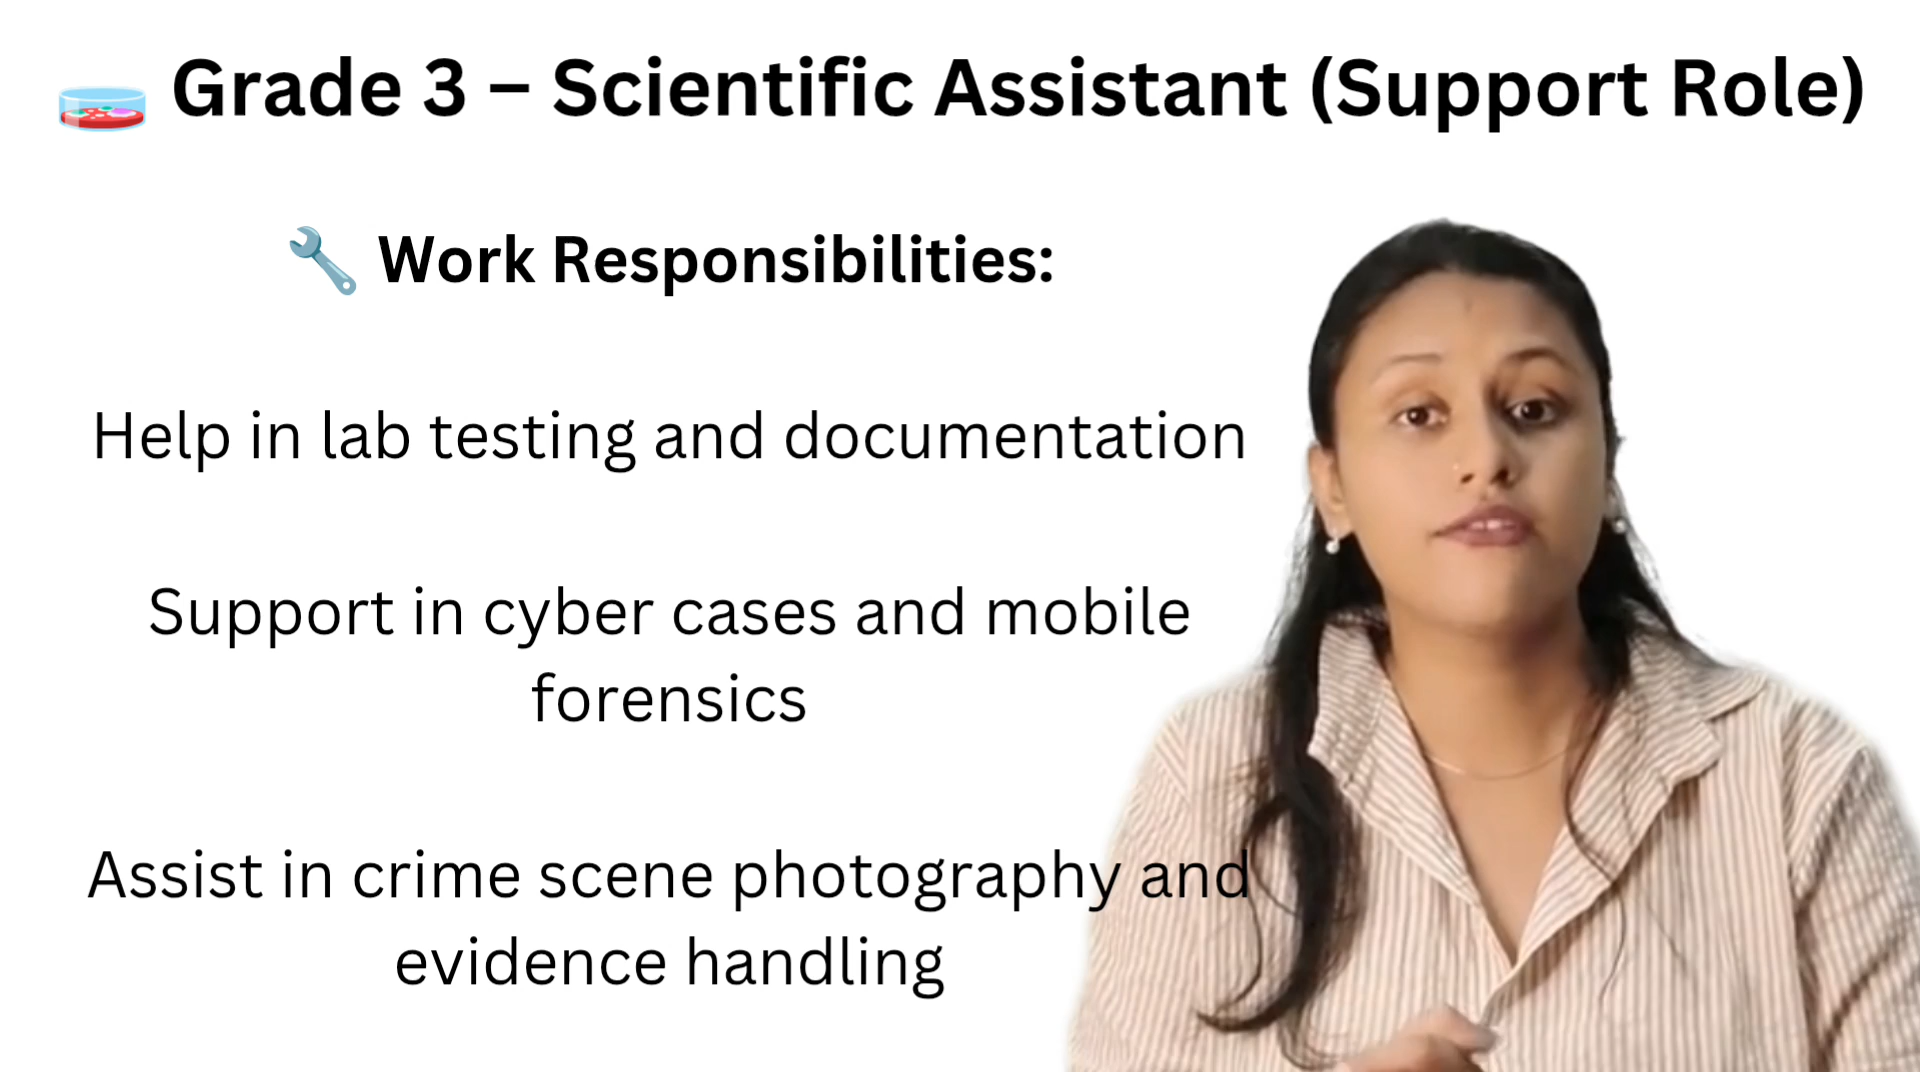 Grade 3 – Scientific Assistant (Support Role)
Work Responsibilities:
Help in lab testing and documentation
Support in cyber cases and mobile
forensics
Assist in crime scene photography and
evidence handling